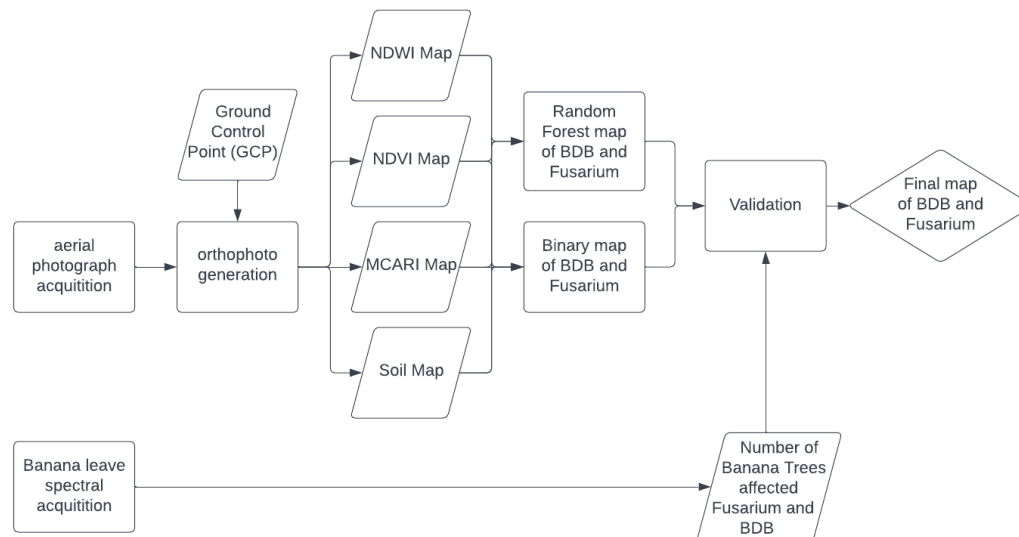 NDWI Map
Ground
Control
Point (GCP)
NDVI Map
Random
Forest map
of BDB and
Fusarium
Validation
Final map
of BDB and
Fusarium
aerial
photograph
acquitition
orthophoto
generation
MCARI Map
Binary map
of BDB and
Fusarium
Soil Map
Banana leave
spectral
acquitition
Number of
Banana Trees
affected
Fusarium and
BDB